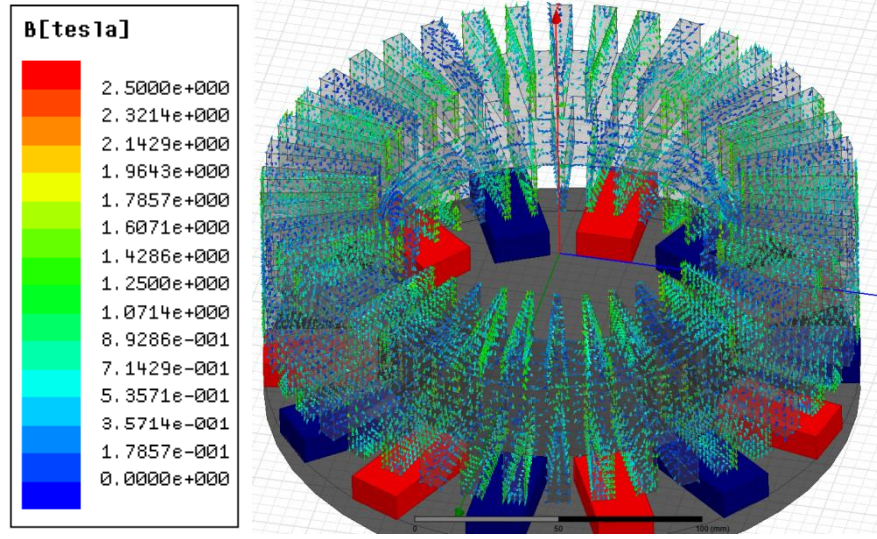 B[tesla]
2.5000e+000
2.3214e+000
2.1429e+000
1.9643e+000
1.7857e+000
1.6071e+000
1.4286e+000
1.2500e+000
1.0714e+000
8.9286e-001
7.1429e-001
5.3571e-001
3.5714e-001
1.7857e-001
0.0000e+000
0 50 100 (mm)